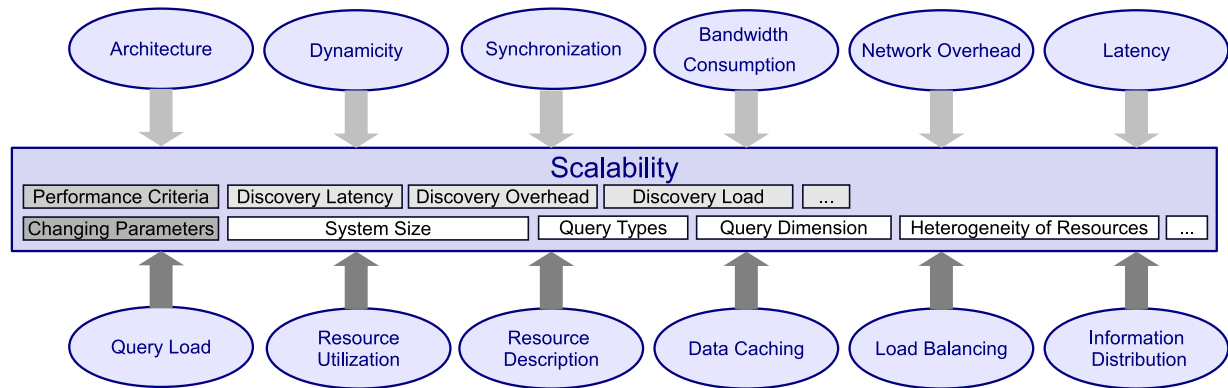 Architecture
Dynamicity
Synchronization
Bandwidth
Consumption
Network Overhead
Latency
Scalability
Performance Criteria
Discovery Latency
Discovery Overhead
Discovery Load
...
Changing Parameters
System Size
Query Types
Query Dimension
Heterogeneity of Resources
...
Query Load
Resource
Utilization
Resource
Description
Data Caching
Load Balancing
Information
Distribution